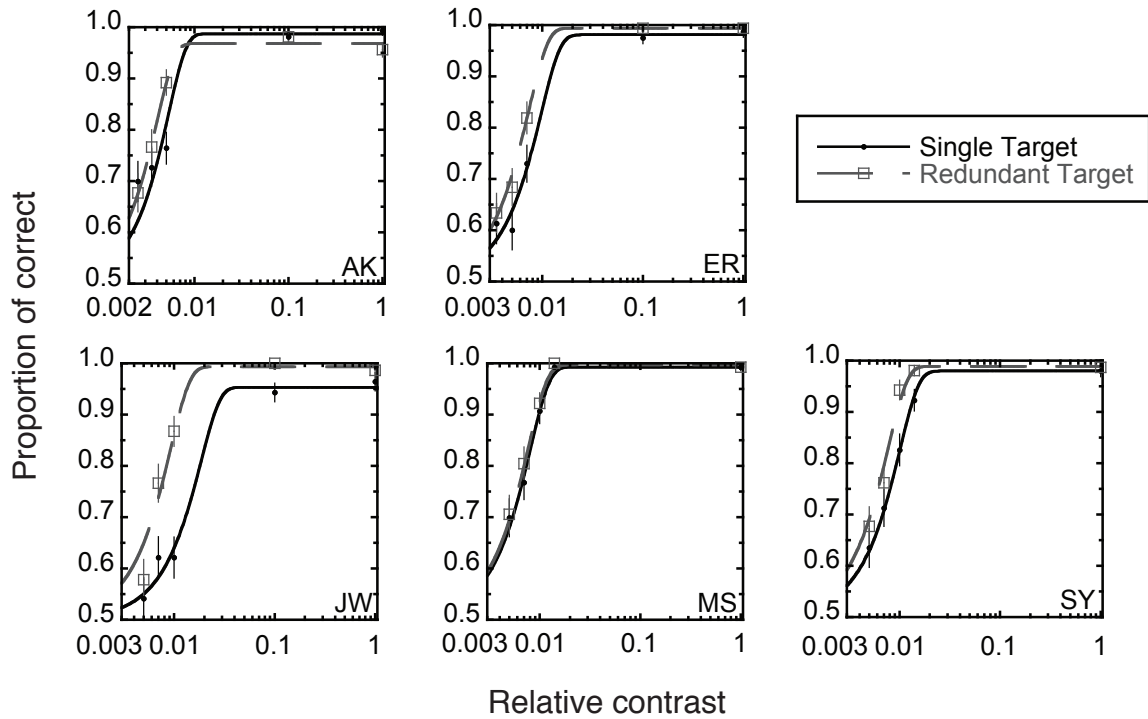 1.0
0.9
0.8
0.7
0.6
0.5
AK
0.002 0.01 0.1 1
1.0
0.9
0.8
0.7
0.6
0.5
ER
0.003 0.01 0.1 1
Single Target
Redundant Target
Proportion of correct
1.0
0.9
0.8
0.7
0.6
0.5
JW
0.003 0.01 0.1 1
1.0
0.9
0.8
0.7
0.6
0.5
MS
0.003 0.01 0.1 1
1.0
0.9
0.8
0.7
0.6
0.5
SY
0.003 0.01 0.1 1
Relative contrast